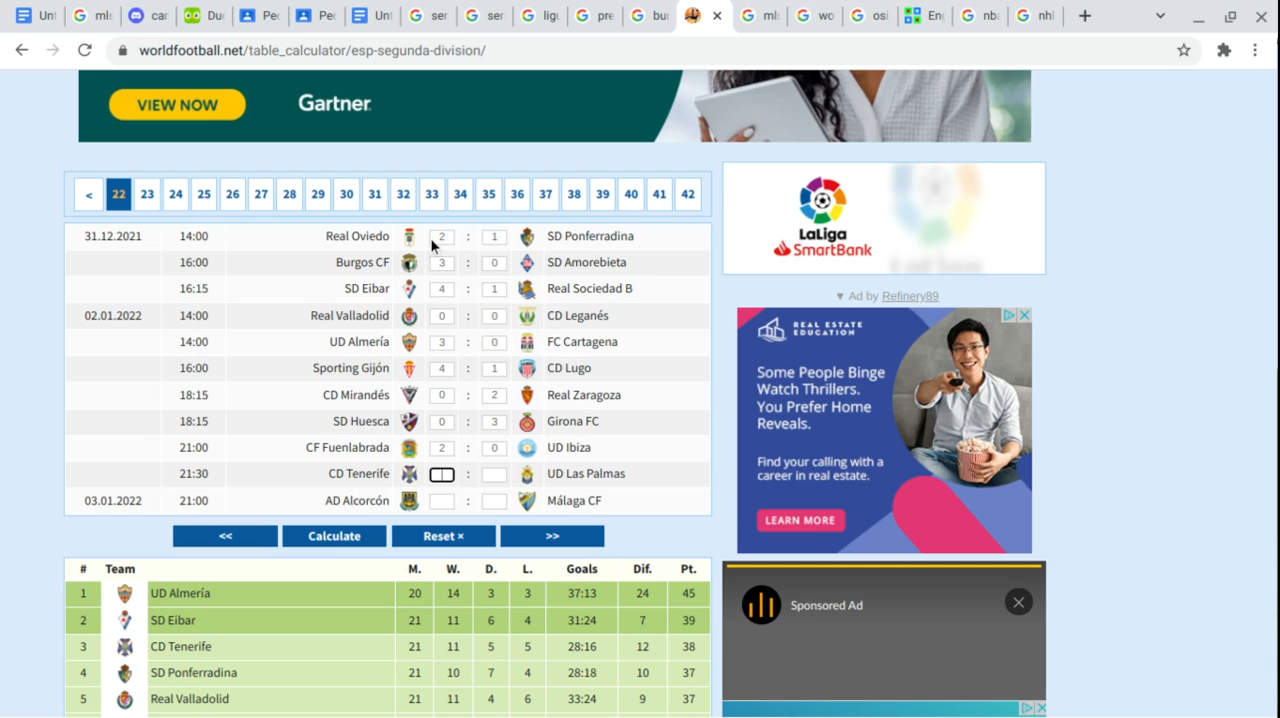 Unt mls car Duo Peo Peo Unt ser ser ligu pre bur mls wo osi Eng nba nhl
worldfootball.net/table_calculator/esp-segunda-division/
VIEW NOW Gartner
< 22 23 24 25 26 27 28 29 30 31 32 33 34 35 36 37 38 39 40 41 42
31.12.2021 14:00 Real Oviedo 2 : 1 SD Ponferradina
16:00 Burgos CF 3 : 0 SD Amorebieta
16:15 SD Eibar 4 : 1 Real Sociedad B
02.01.2022 14:00 Real Valladolid 0 : 0 CD Leganés
14:00 UD Almería 3 : 0 FC Cartagena
16:00 Sporting Gijón 4 : 1 CD Lugo
18:15 CD Mirandés 0 : 2 Real Zaragoza
18:15 SD Huesca 0 : 3 Girona FC
21:00 CF Fuenlabrada 2 : 0 UD Ibiza
21:30 CD Tenerife : UD Las Palmas
03.01.2022 21:00 AD Alcorcón : Málaga CF
<< Calculate Reset × >>
# Team M. W. D. L. Goals Dif. Pt.
1 UD Almería 20 14 3 3 37:13 24 45
2 SD Eibar 21 11 6 4 31:24 7 39
3 CD Tenerife 21 11 5 5 28:16 12 38
4 SD Ponferradina 21 10 7 4 28:18 10 37
5 Real Valladolid 21 11 4 6 33:24 9 37
LaLiga
SmartBank
▼ Ad by Refinery89
REAL ESTATE
EDUCATION
Some People Binge
Watch Thrillers.
You Prefer Home
Reveals.
Find your calling with a
career in real estate.
LEARN MORE
Sponsored Ad